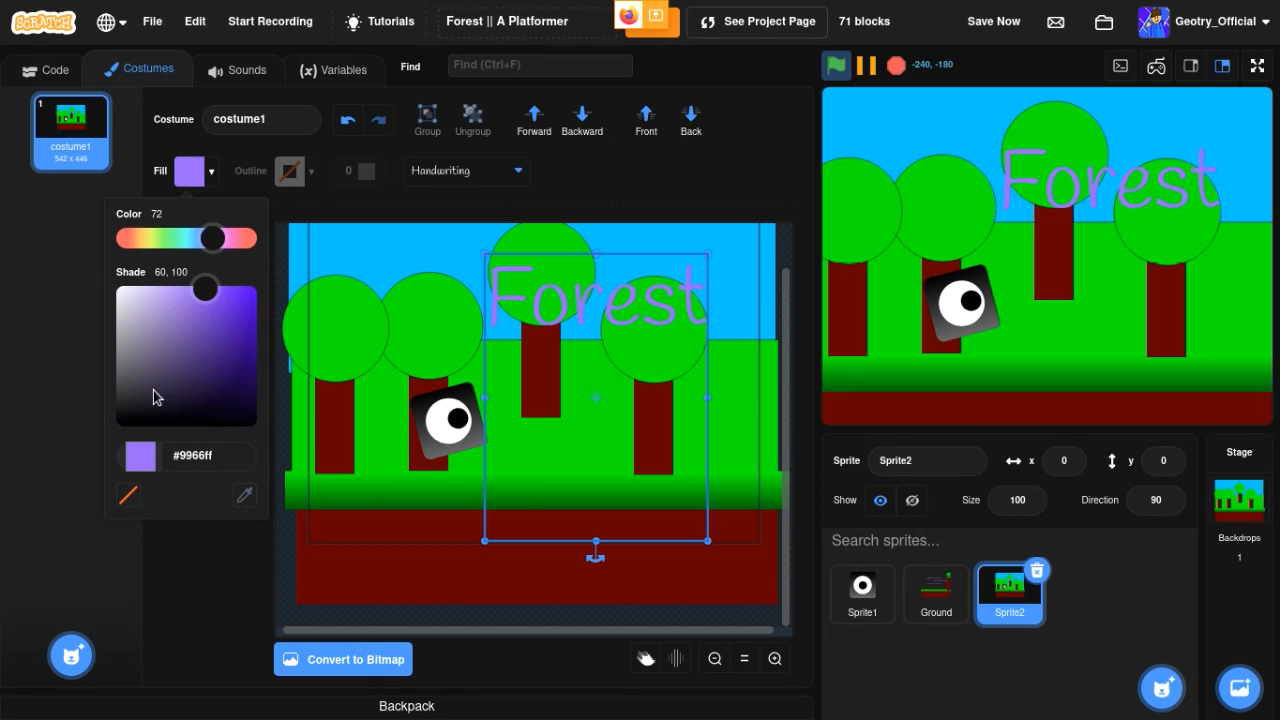 SCRATCH File Edit Start Recording Tutorials Forest || A Platformer See Project Page 71 blocks Save Now Geotry_Official
Code Costumes Sounds (x) Variables Find Find (Ctrl+F) -240, -180
1
costume1
542 x 440
Costume costume1 Group Ungroup Forward Backward Front Back
Fill Outline 0 Handwriting
Color 72
Shade 60, 100
#9966ff
Forest
Forest
Convert to Bitmap
Backpack
Sprite Sprite2 x 0 y 0
Show Size 100 Direction 90
Search sprites...
Sprite1 Ground Sprite2
Stage
Backdrops
1